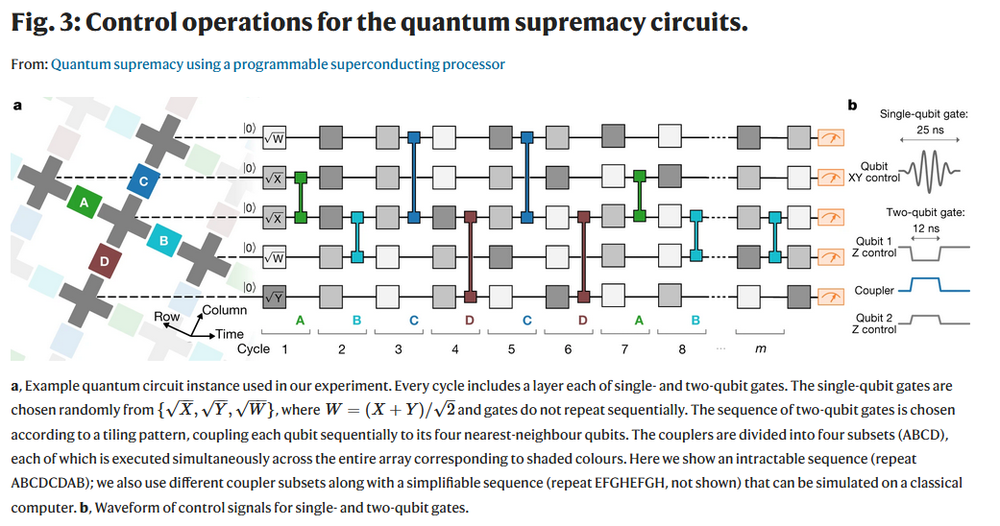 Fig. 3: Control operations for the quantum supremacy circuits.
From: Quantum supremacy using a programmable superconducting processor
a
b
|0⟩
√W
|0⟩
√X
|0⟩
√X
|0⟩
√W
|0⟩
√Y
C
A
B
D
Row
Column
Time
A B C D C D A B
Cycle 1 2 3 4 5 6 7 8 ... m
Single-qubit gate:
25 ns
Qubit
XY control
Two-qubit gate:
12 ns
Qubit 1
Z control
Coupler
Qubit 2
Z control
a, Example quantum circuit instance used in our experiment. Every cycle includes a layer each of single- and two-qubit gates. The single-qubit gates are
chosen randomly from {√X, √Y, √W}, where W = (X + Y)/√2 and gates do not repeat sequentially. The sequence of two-qubit gates is chosen
according to a tiling pattern, coupling each qubit sequentially to its four nearest-neighbour qubits. The couplers are divided into four subsets (ABCD),
each of which is executed simultaneously across the entire array corresponding to shaded colours. Here we show an intractable sequence (repeat
ABCDCDAB); we also use different coupler subsets along with a simplifiable sequence (repeat EFGHEFGH, not shown) that can be simulated on a classical
computer. b, Waveform of control signals for single- and two-qubit gates.